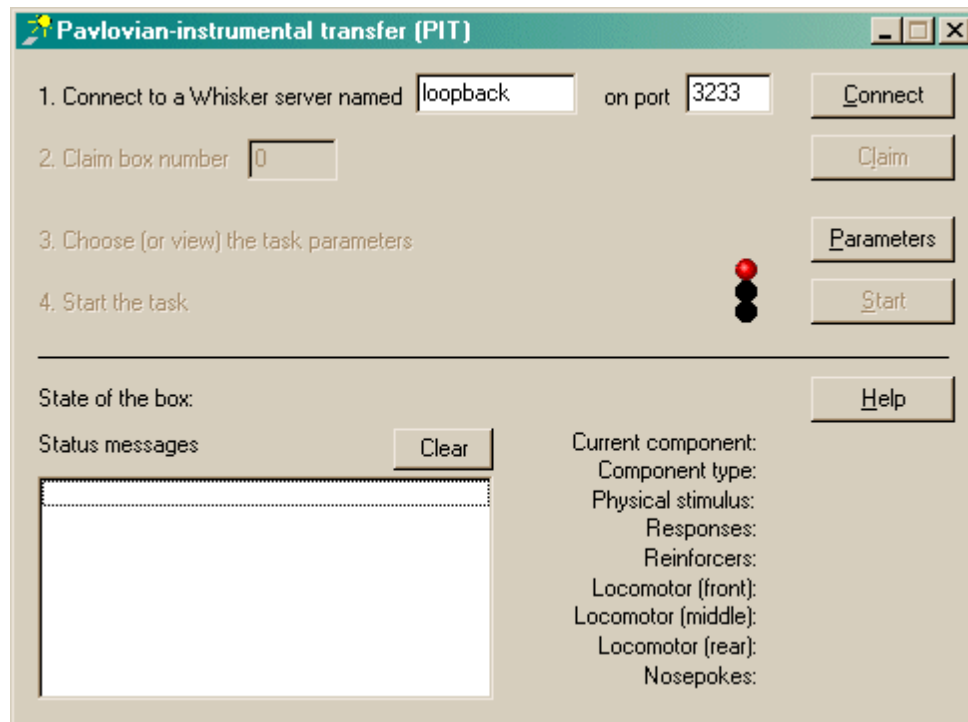 Pavlovian-instrumental transfer (PIT)
1. Connect to a Whisker server named loopback on port 3233 Connect
2. Claim box number 0 Claim
3. Choose (or view) the task parameters Parameters
4. Start the task Start
State of the box: Help
Status messages Clear
Current component:
Component type:
Physical stimulus:
Responses:
Reinforcers:
Locomotor (front):
Locomotor (middle):
Locomotor (rear):
Nosepokes: